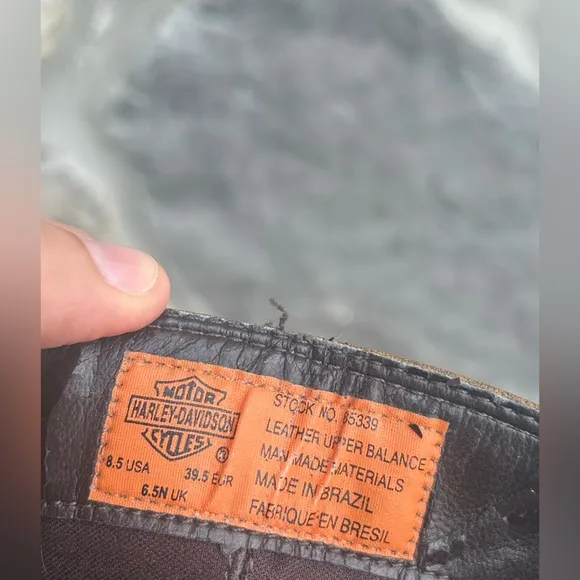 MOTOR
HARLEY-DAVIDSON
CYCLES
®
8.5 USA 39.5 EUR
6.5N UK
STOCK NO. 85339
LEATHER UPPER BALANCE
MAN MADE MATERIALS
MADE IN BRAZIL
FABRIQUE EN BRESIL